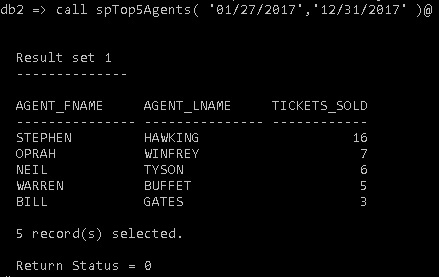 db2 => call spTop5Agents( '01/27/2017','12/31/2017' )@
Result set 1
--------------
AGENT_FNAME     AGENT_LNAME     TICKETS_SOLD
--------------- --------------- ------------
STEPHEN         HAWKING                   16
OPRAH           WINFREY                    7
NEIL            TYSON                      6
WARREN          BUFFET                     5
BILL            GATES                      3
5 record(s) selected.
Return Status = 0